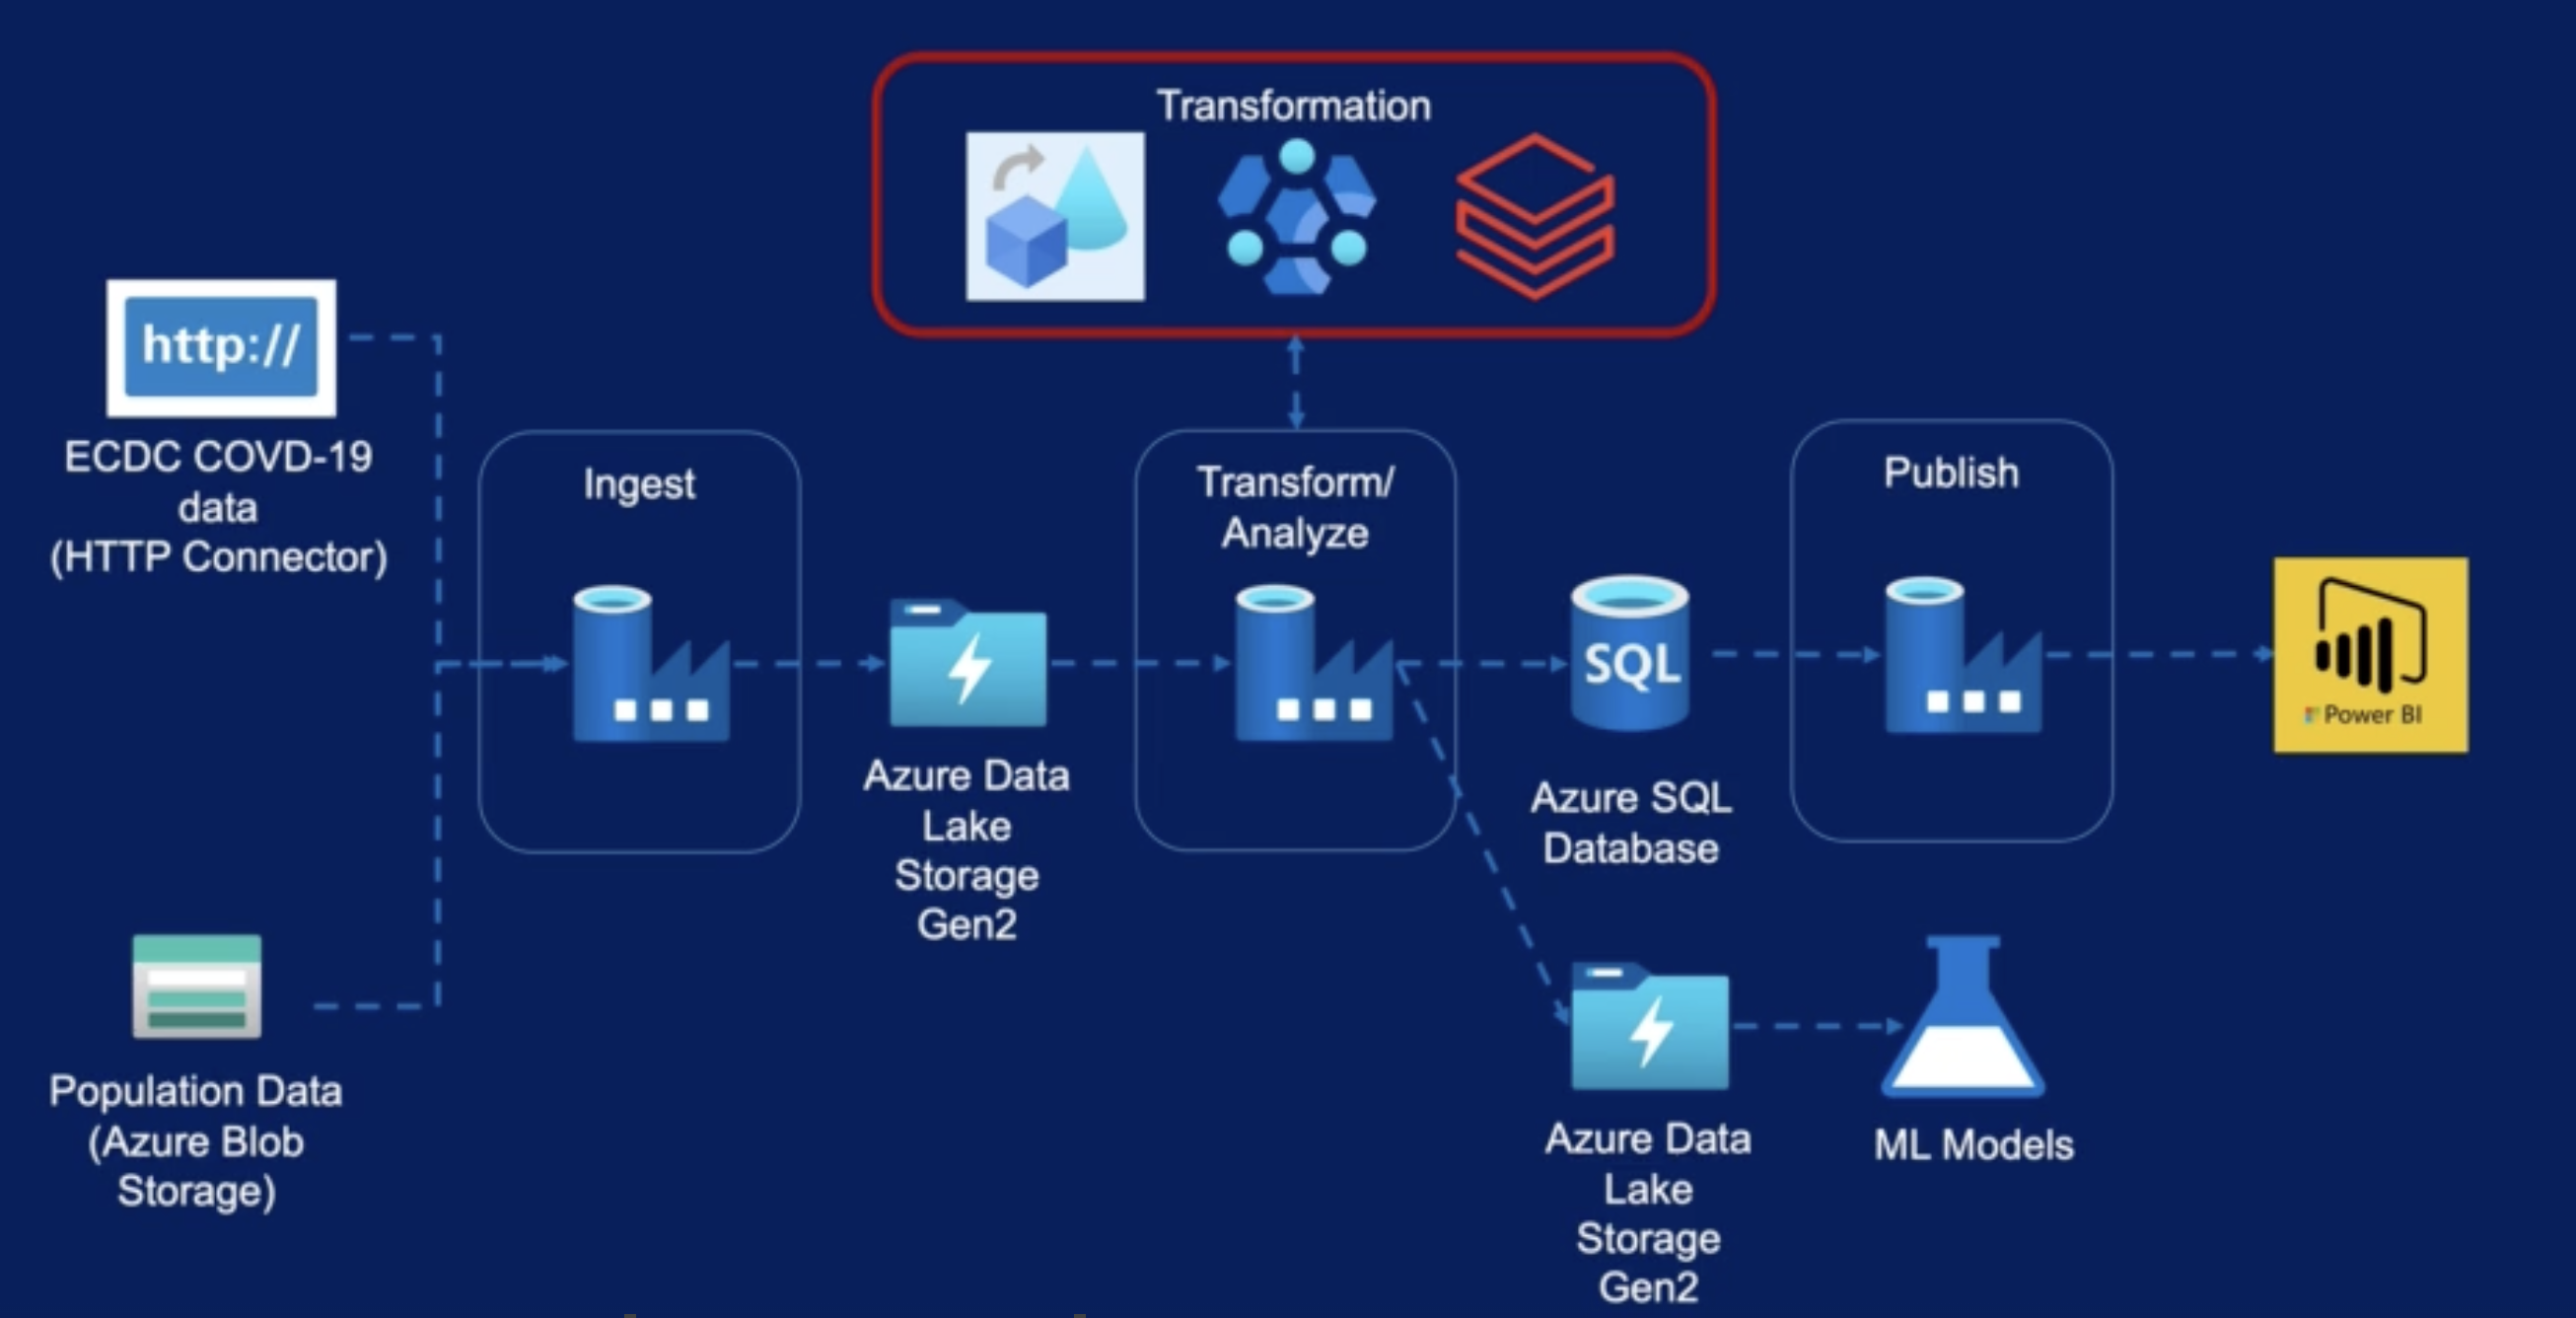 Transformation
http://
ECDC COVD-19
data
(HTTP Connector)
Ingest
Transform/
Analyze
Publish
SQL
Power BI
Azure Data
Lake
Storage
Gen2
Azure SQL
Database
Population Data
(Azure Blob
Storage)
Azure Data
Lake
Storage
Gen2
ML Models